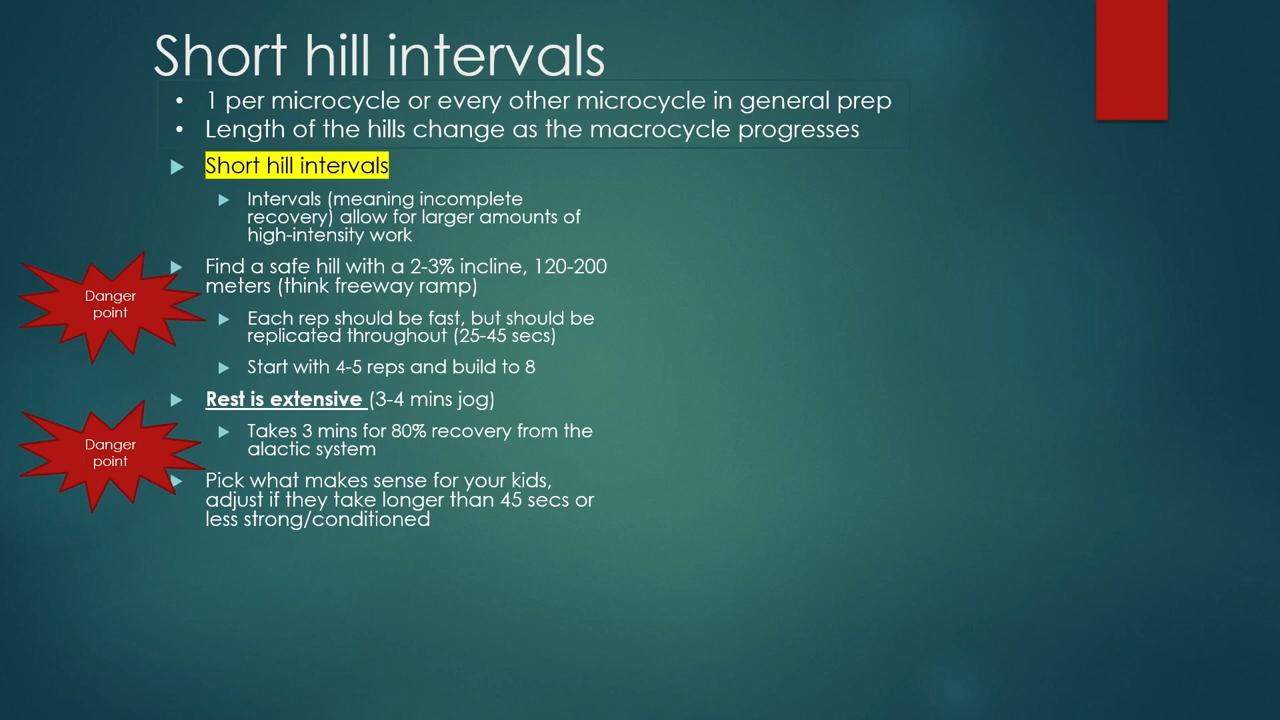 Short hill intervals
• 1 per microcycle or every other microcycle in general prep
• Length of the hills change as the macrocycle progresses
Short hill intervals
Intervals (meaning incomplete
recovery) allow for larger amounts of
high-intensity work
Find a safe hill with a 2-3% incline, 120-200
meters (think freeway ramp)
Danger
point
Each rep should be fast, but should be
replicated throughout (25-45 secs)
Start with 4-5 reps and build to 8
Rest is extensive (3-4 mins jog)
Takes 3 mins for 80% recovery from the
alactic system
Danger
point
Pick what makes sense for your kids,
adjust if they take longer than 45 secs or
less strong/conditioned